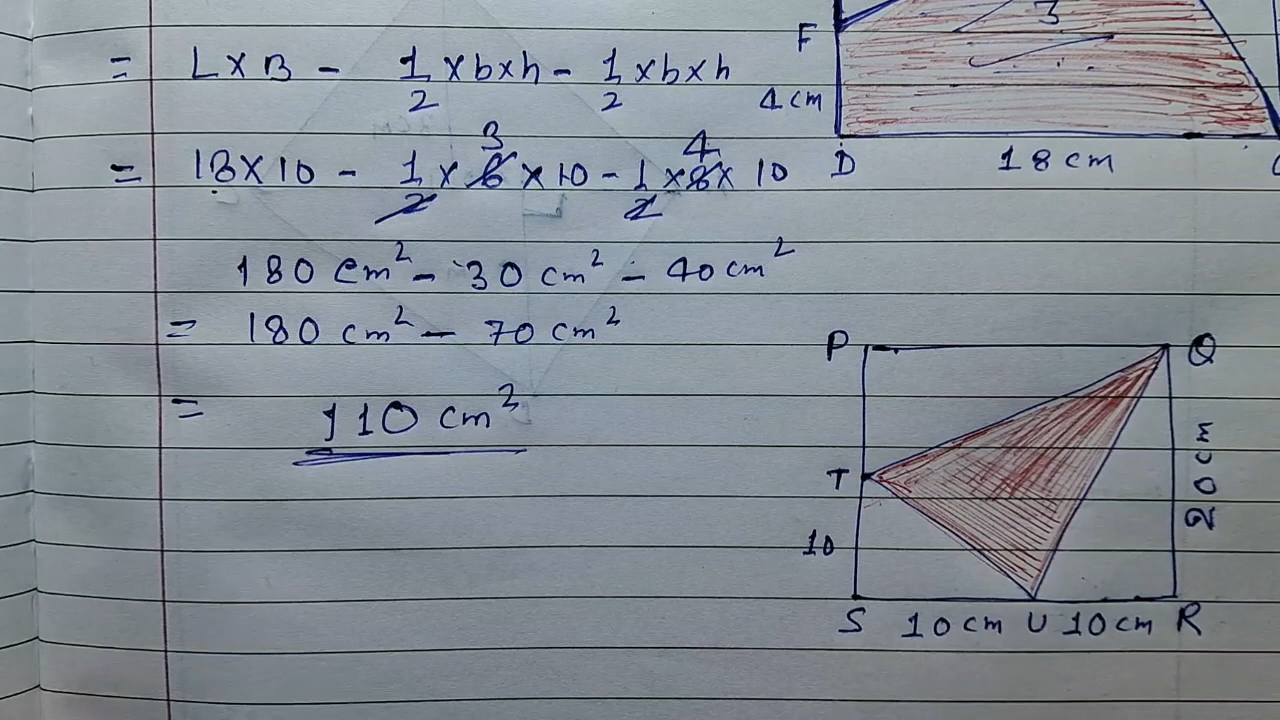 = L × B - 1/2 × b × h - 1/2 × b × h
= 18 × 10 - 1/2 × 6 × 10 - 1/2 × 8 × 10
3 4
180 cm² - 30 cm² - 40 cm²
= 180 cm² - 70 cm²
= 110 cm²
3
F
4 cm
D 18 cm
P Q
T 20 cm
10
S 10 cm U 10 cm R